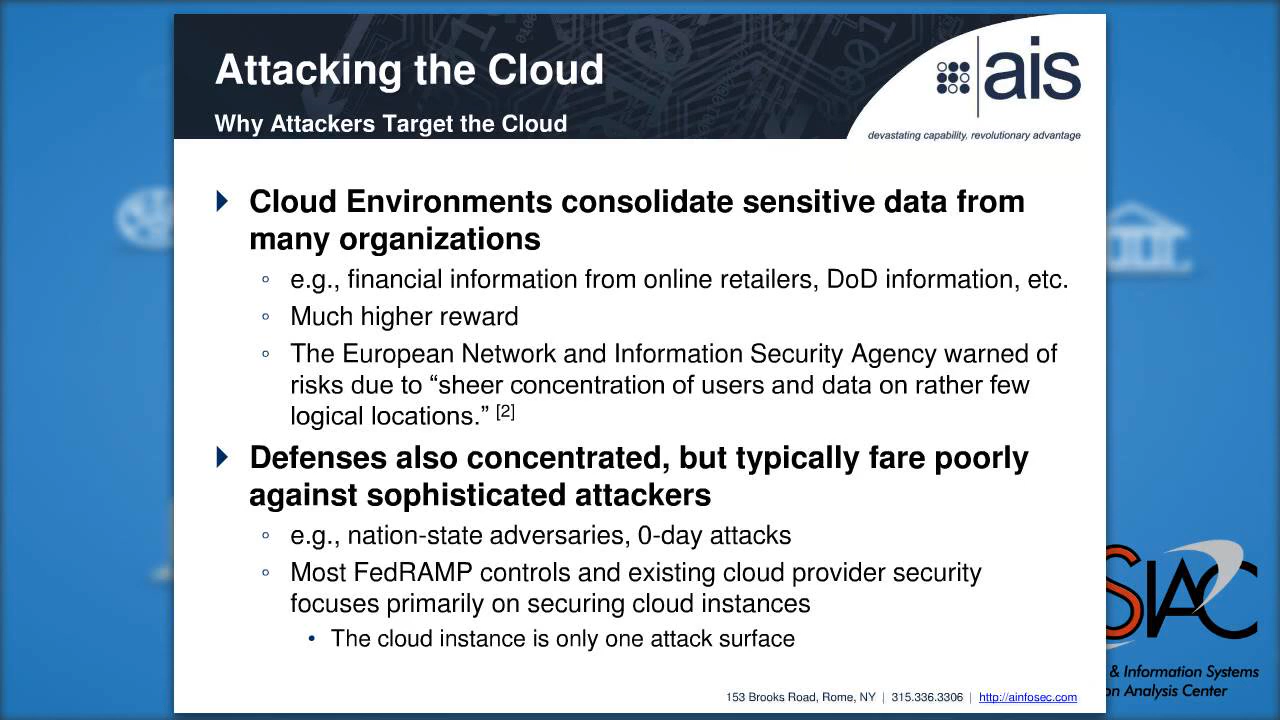 Attacking the Cloud
Why Attackers Target the Cloud
ais
devastating capability, revolutionary advantage
Cloud Environments consolidate sensitive data from
many organizations
e.g., financial information from online retailers, DoD information, etc.
Much higher reward
The European Network and Information Security Agency warned of
risks due to “sheer concentration of users and data on rather few
logical locations.” [2]
Defenses also concentrated, but typically fare poorly
against sophisticated attackers
e.g., nation-state adversaries, 0-day attacks
Most FedRAMP controls and existing cloud provider security
focuses primarily on securing cloud instances
The cloud instance is only one attack surface
153 Brooks Road, Rome, NY | 315.336.3306 | http://ainfosec.com
SIAC
& Information Systems
on Analysis Center